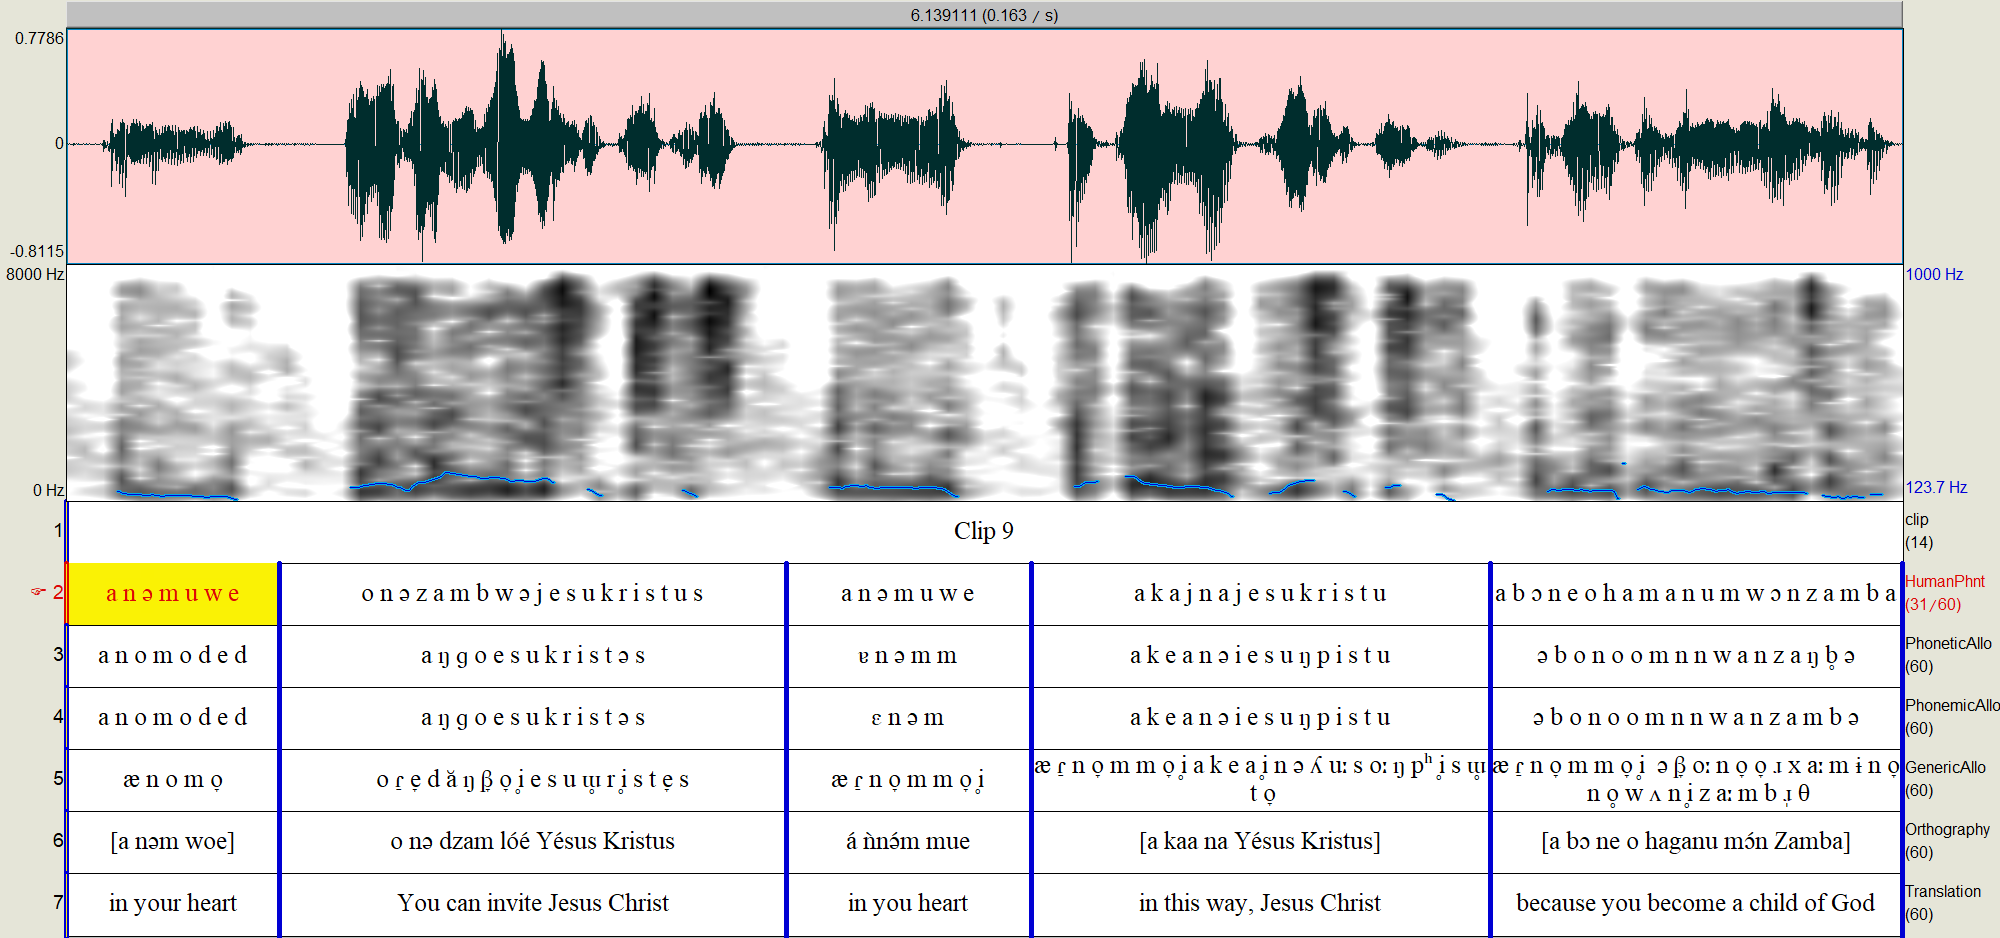 6.139111 (0.163 / s)
0.7786
0
-0.8115
8000 Hz
1000 Hz
0 Hz
123.7 Hz
1
Clip 9
clip
(14)
☞ 2
a n ə m u w e
o n ə z a m b w ə j e s u k r i s t u s
a n ə m u w e
a k a j n a j e s u k r i s t u
a b ɔ n e o h a m a n u m w ɔ n z a m b a
HumanPhnt
(31/60)
3
a n o m o d e d
a ŋ ɡ o e s u k r i s t ə s
ɐ n ə m m
a k e a n ə i e s u ŋ p i s t u
ə b o n o o m n n w a n z a ŋ b̥ ə
PhoneticAllo
(60)
4
a n o m o d e d
a ŋ ɡ o e s u k r i s t ə s
ɛ n ə m
a k e a n ə i e s u ŋ p i s t u
ə b o n o o m n n w a n z a m b ə
PhonemicAllo
(60)
5
æ n o m o̞
o ɾ̠ e̞ d ă ŋ β̞ o̞ i̥ e s u ɯ̥ r i̥ s t e̞ s
æ ɾ̠ n o̞ m m o̞ i̥
æ ɾ̠ n o̞ m m o̞ i̥ a k e a i̥ n ə ʎ uː s oː ŋ pʰ i̥ s ɯ̥
t o̞
æ ɾ̠ n o̞ m m o̞ i̥ ə β̞ oː n o̞ o̞ ɹ x aː m ɨ n o̞
n o̥ w ʌ n i̥ z aː m b ɹ̩ θ
GenericAllo
(60)
6
[a nəm woe]
o nə dzam lóé Yésus Kristus
á ǹnə́m mue
[a kaa na Yésus Kristus]
[a bɔ ne o haganu mɔ́n Zamba]
Orthography
(60)
7
in your heart
You can invite Jesus Christ
in you heart
in this way, Jesus Christ
because you become a child of God
Translation
(60)